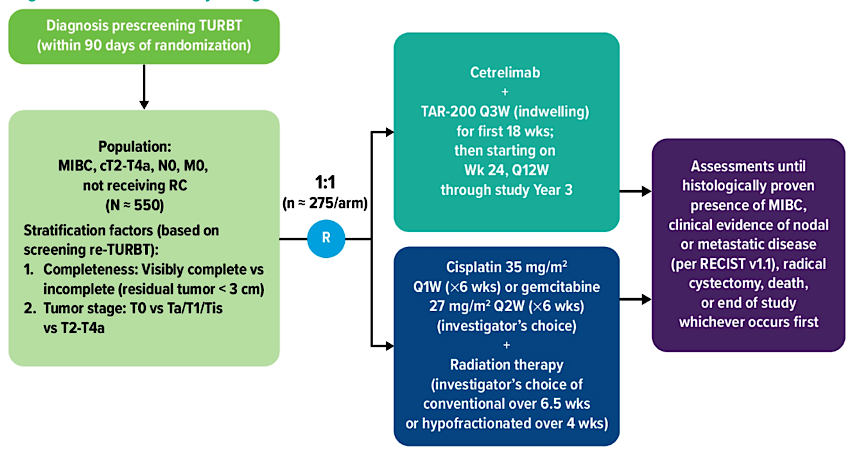 Diagnosis prescreening TURBT
(within 90 days of randomization)
Population:
MIBC, cT2-T4a, N0, M0,
not receiving RC
(N ≈ 550)
Stratification factors (based on
screening re-TURBT):
1. Completeness: Visibly complete vs
incomplete (residual tumor < 3 cm)
2. Tumor stage: T0 vs Ta/T1/Tis
vs T2-T4a
1:1
(n ≈ 275/arm)
R
Cetrelimab
+
TAR-200 Q3W (indwelling)
for first 18 wks;
then starting on
Wk 24, Q12W
through study Year 3
Cisplatin 35 mg/m²
Q1W (×6 wks) or gemcitabine
27 mg/m² Q2W (×6 wks)
(investigator's choice)
+
Radiation therapy
(investigator's choice of
conventional over 6.5 wks
or hypofractionated over 4 wks)
Assessments until
histologically proven
presence of MIBC,
clinical evidence of nodal
or metastatic disease
(per RECIST v1.1), radical
cystectomy, death,
or end of study
whichever occurs first